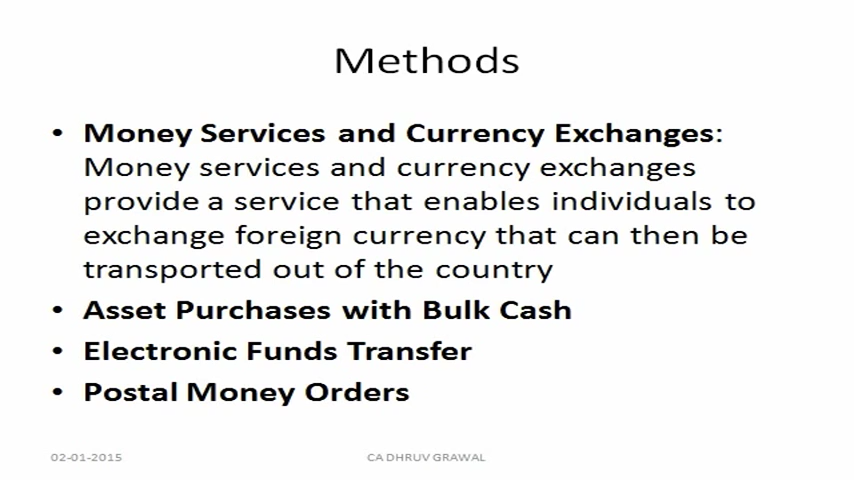 Methods
• Money Services and Currency Exchanges:
Money services and currency exchanges
provide a service that enables individuals to
exchange foreign currency that can then be
transported out of the country
• Asset Purchases with Bulk Cash
• Electronic Funds Transfer
• Postal Money Orders
02-01-2015
CA DHRUV GRAWAL